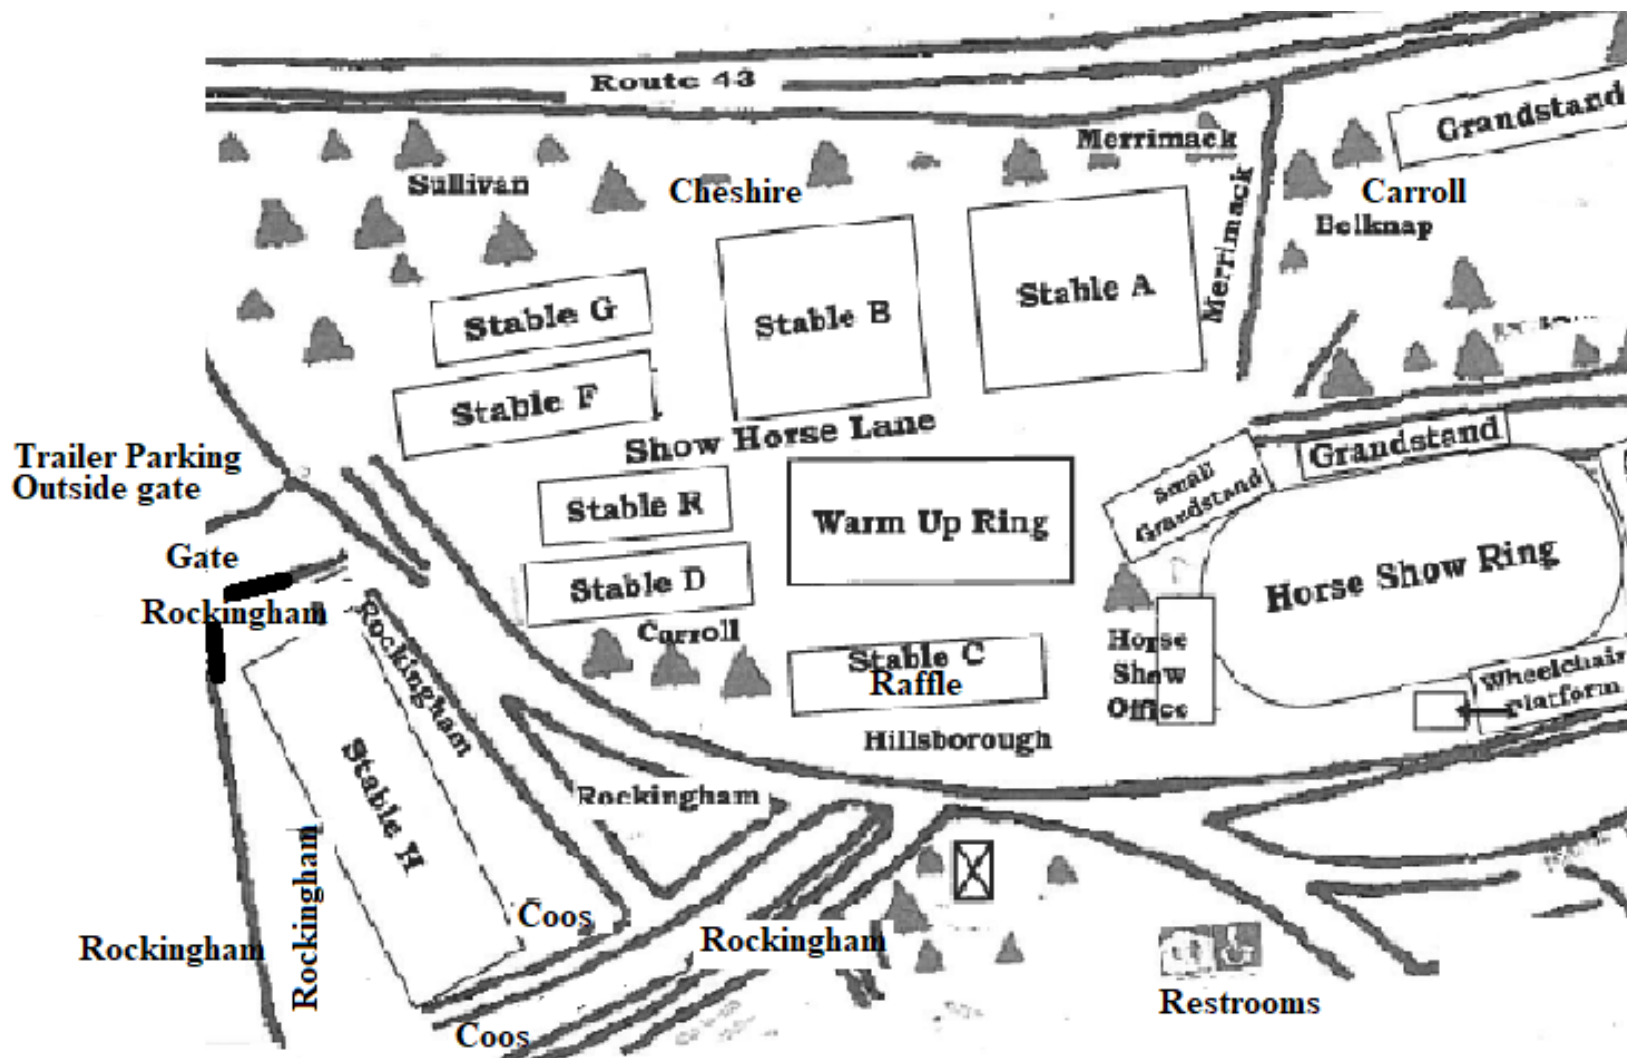 Route 43
Grandstand
Merrimack
Sullivan
Cheshire
Carroll
Merrimack
Belknap
Stable G
Stable B
Stable A
Stable F
Show Horse Lane
Grandstand
Trailer Parking
Outside gate
Small
Grandstand
Stable R
Warm Up Ring
Gate
Stable D
Horse Show Ring
Rockingham
Rockingham
Carroll
Horse
Show
Office
Stable C
Raffle
Wheelchair
Platform
Hillsborough
Stable H
Rockingham
Rockingham
Coos
Rockingham
Rockingham
Restrooms
Coos